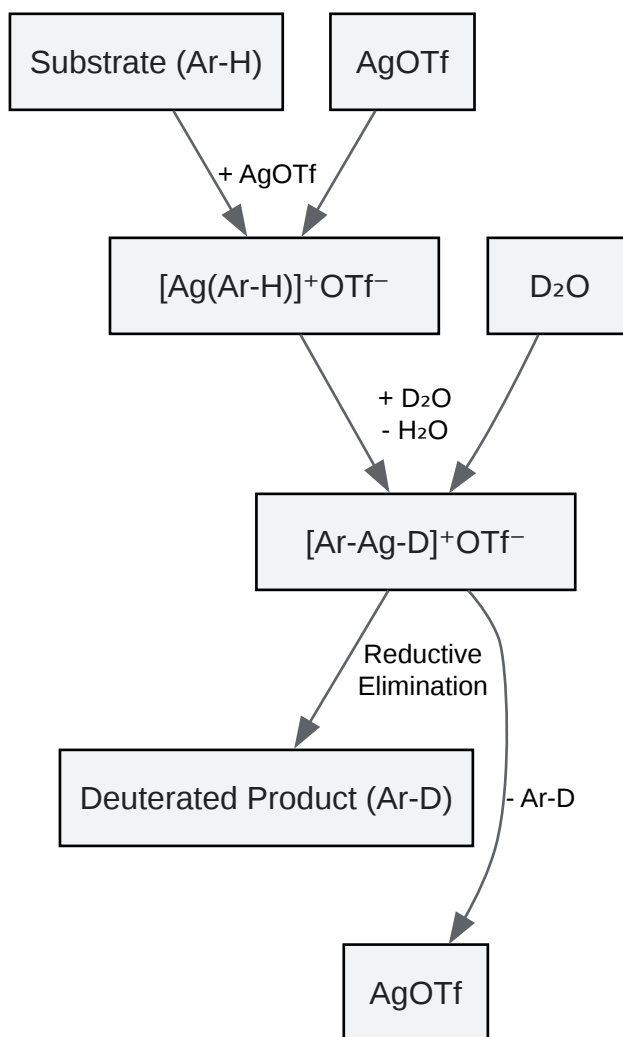 Substrate (Ar-H)
AgOTf
+ AgOTf
[Ag(Ar-H)]⁺OTf⁻
D₂O
+ D₂O
- H₂O
[Ar-Ag-D]⁺OTf⁻
Reductive
Elimination
Deuterated Product (Ar-D)
- Ar-D
AgOTf